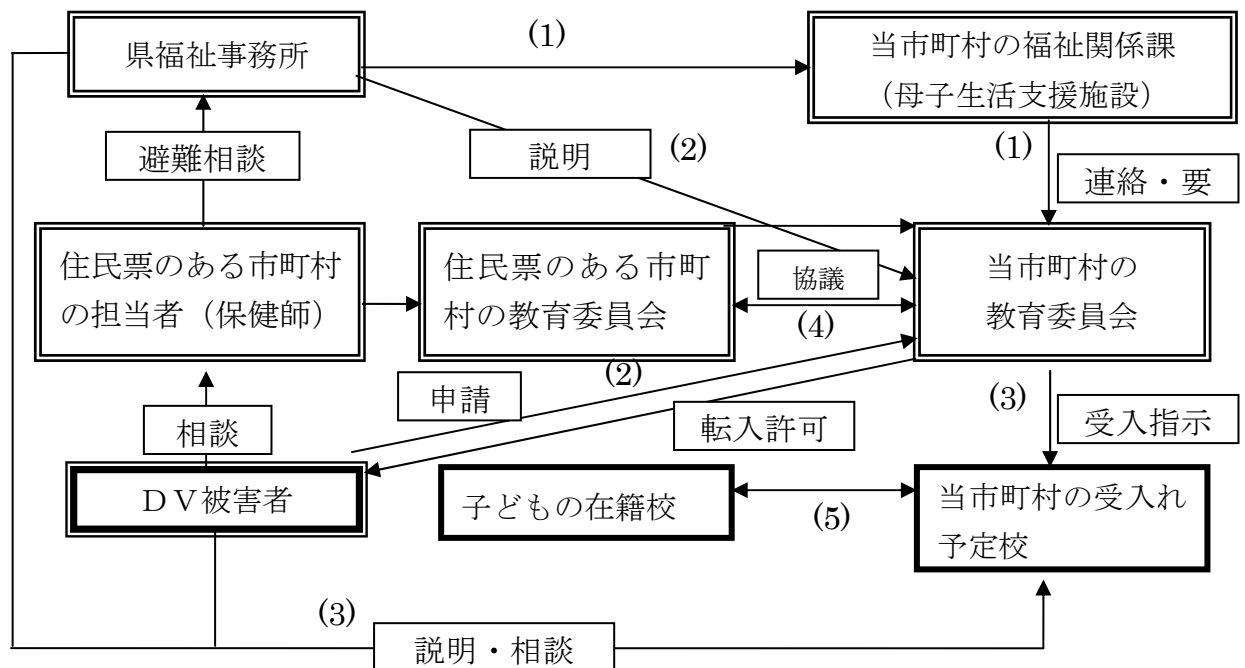 県福祉事務所
(1)
当市町村の福祉関係課
（母子生活支援施設）
避難相談
説明
(2)
(1)
連絡・要
住民票のある市町村
の担当者（保健師）
住民票のある市町
村の教育委員会
協議
(4)
当市町村の
教育委員会
(2)
申請
(3)
相談
転入許可
受入指示
ＤＶ被害者
子どもの在籍校
(5)
当市町村の受入れ
予定校
(3)
説明・相談